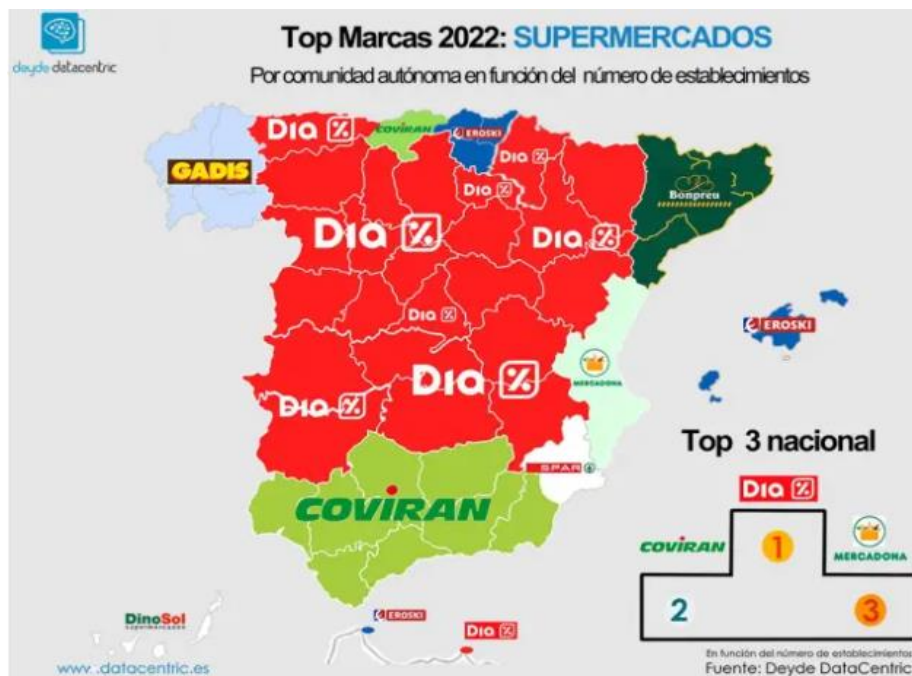 deyde datacentric
Top Marcas 2022: SUPERMERCADOS
Por comunidad autónoma en función del número de establecimientos
Dia %
COVIRAN
EROSKI
Dia %
GADIS
Dia %
Bonpreu
Dia %
Dia %
EROSKI
Dia %
MERCADONA
Dia %
Dia %
Top 3 nacional
SPAR
Dia %
COVIRAN
COVIRAN
1
MERCADONA
2
3
DinoSol
supermercados
EROSKI
Dia %
www.datacentric.es
En función del número de establecimientos
Fuente: Deyde DataCentric